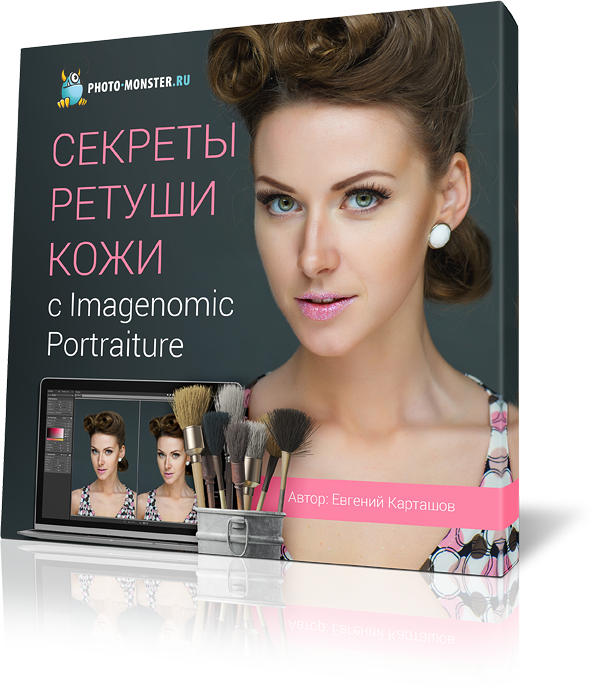 PHOTO-MONSTER.RU
СЕКРЕТЫ
РЕТУШИ
КОЖИ
с Imagenomic
Portraiture
Автор: Евгений Карташов